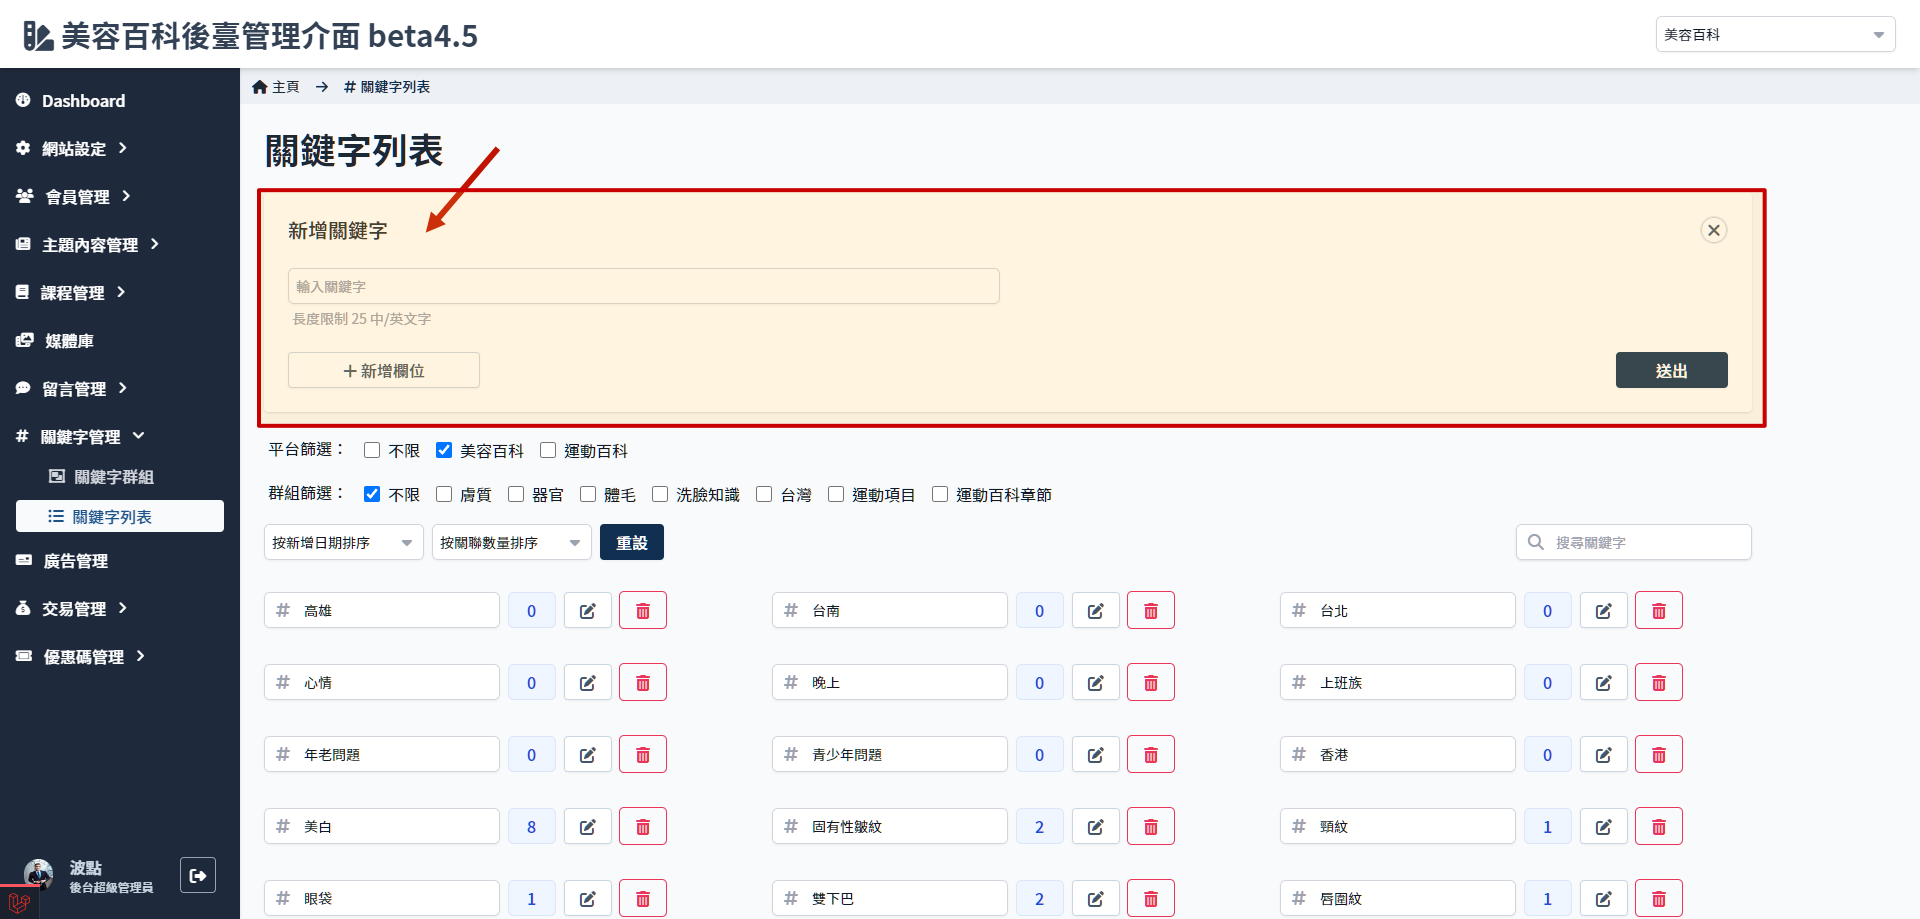 美容百科後臺管理介面 beta4.5
美容百科
Dashboard
網站設定
會員管理
主題內容管理
課程管理
媒體庫
留言管理
關鍵字管理
關鍵字群組
關鍵字列表
廣告管理
交易管理
優惠碼管理
波點
後台超級管理員
主頁 → # 關鍵字列表
關鍵字列表
新增關鍵字
輸入關鍵字
長度限制 25 中/英文字
+ 新增欄位
送出
平台篩選： 不限 美容百科 運動百科
群組篩選： 不限 膚質 器官 體毛 洗臉知識 台灣 運動項目 運動百科章節
按新增日期排序 按關聯數量排序 重設 搜尋關鍵字
# 高雄 0 # 台南 0 # 台北 0
# 心情 0 # 晚上 0 # 上班族 0
# 年老問題 0 # 青少年問題 0 # 香港 0
# 美白 8 # 固有性皺紋 2 # 頸紋 1
# 眼袋 1 # 雙下巴 2 # 唇圍紋 1